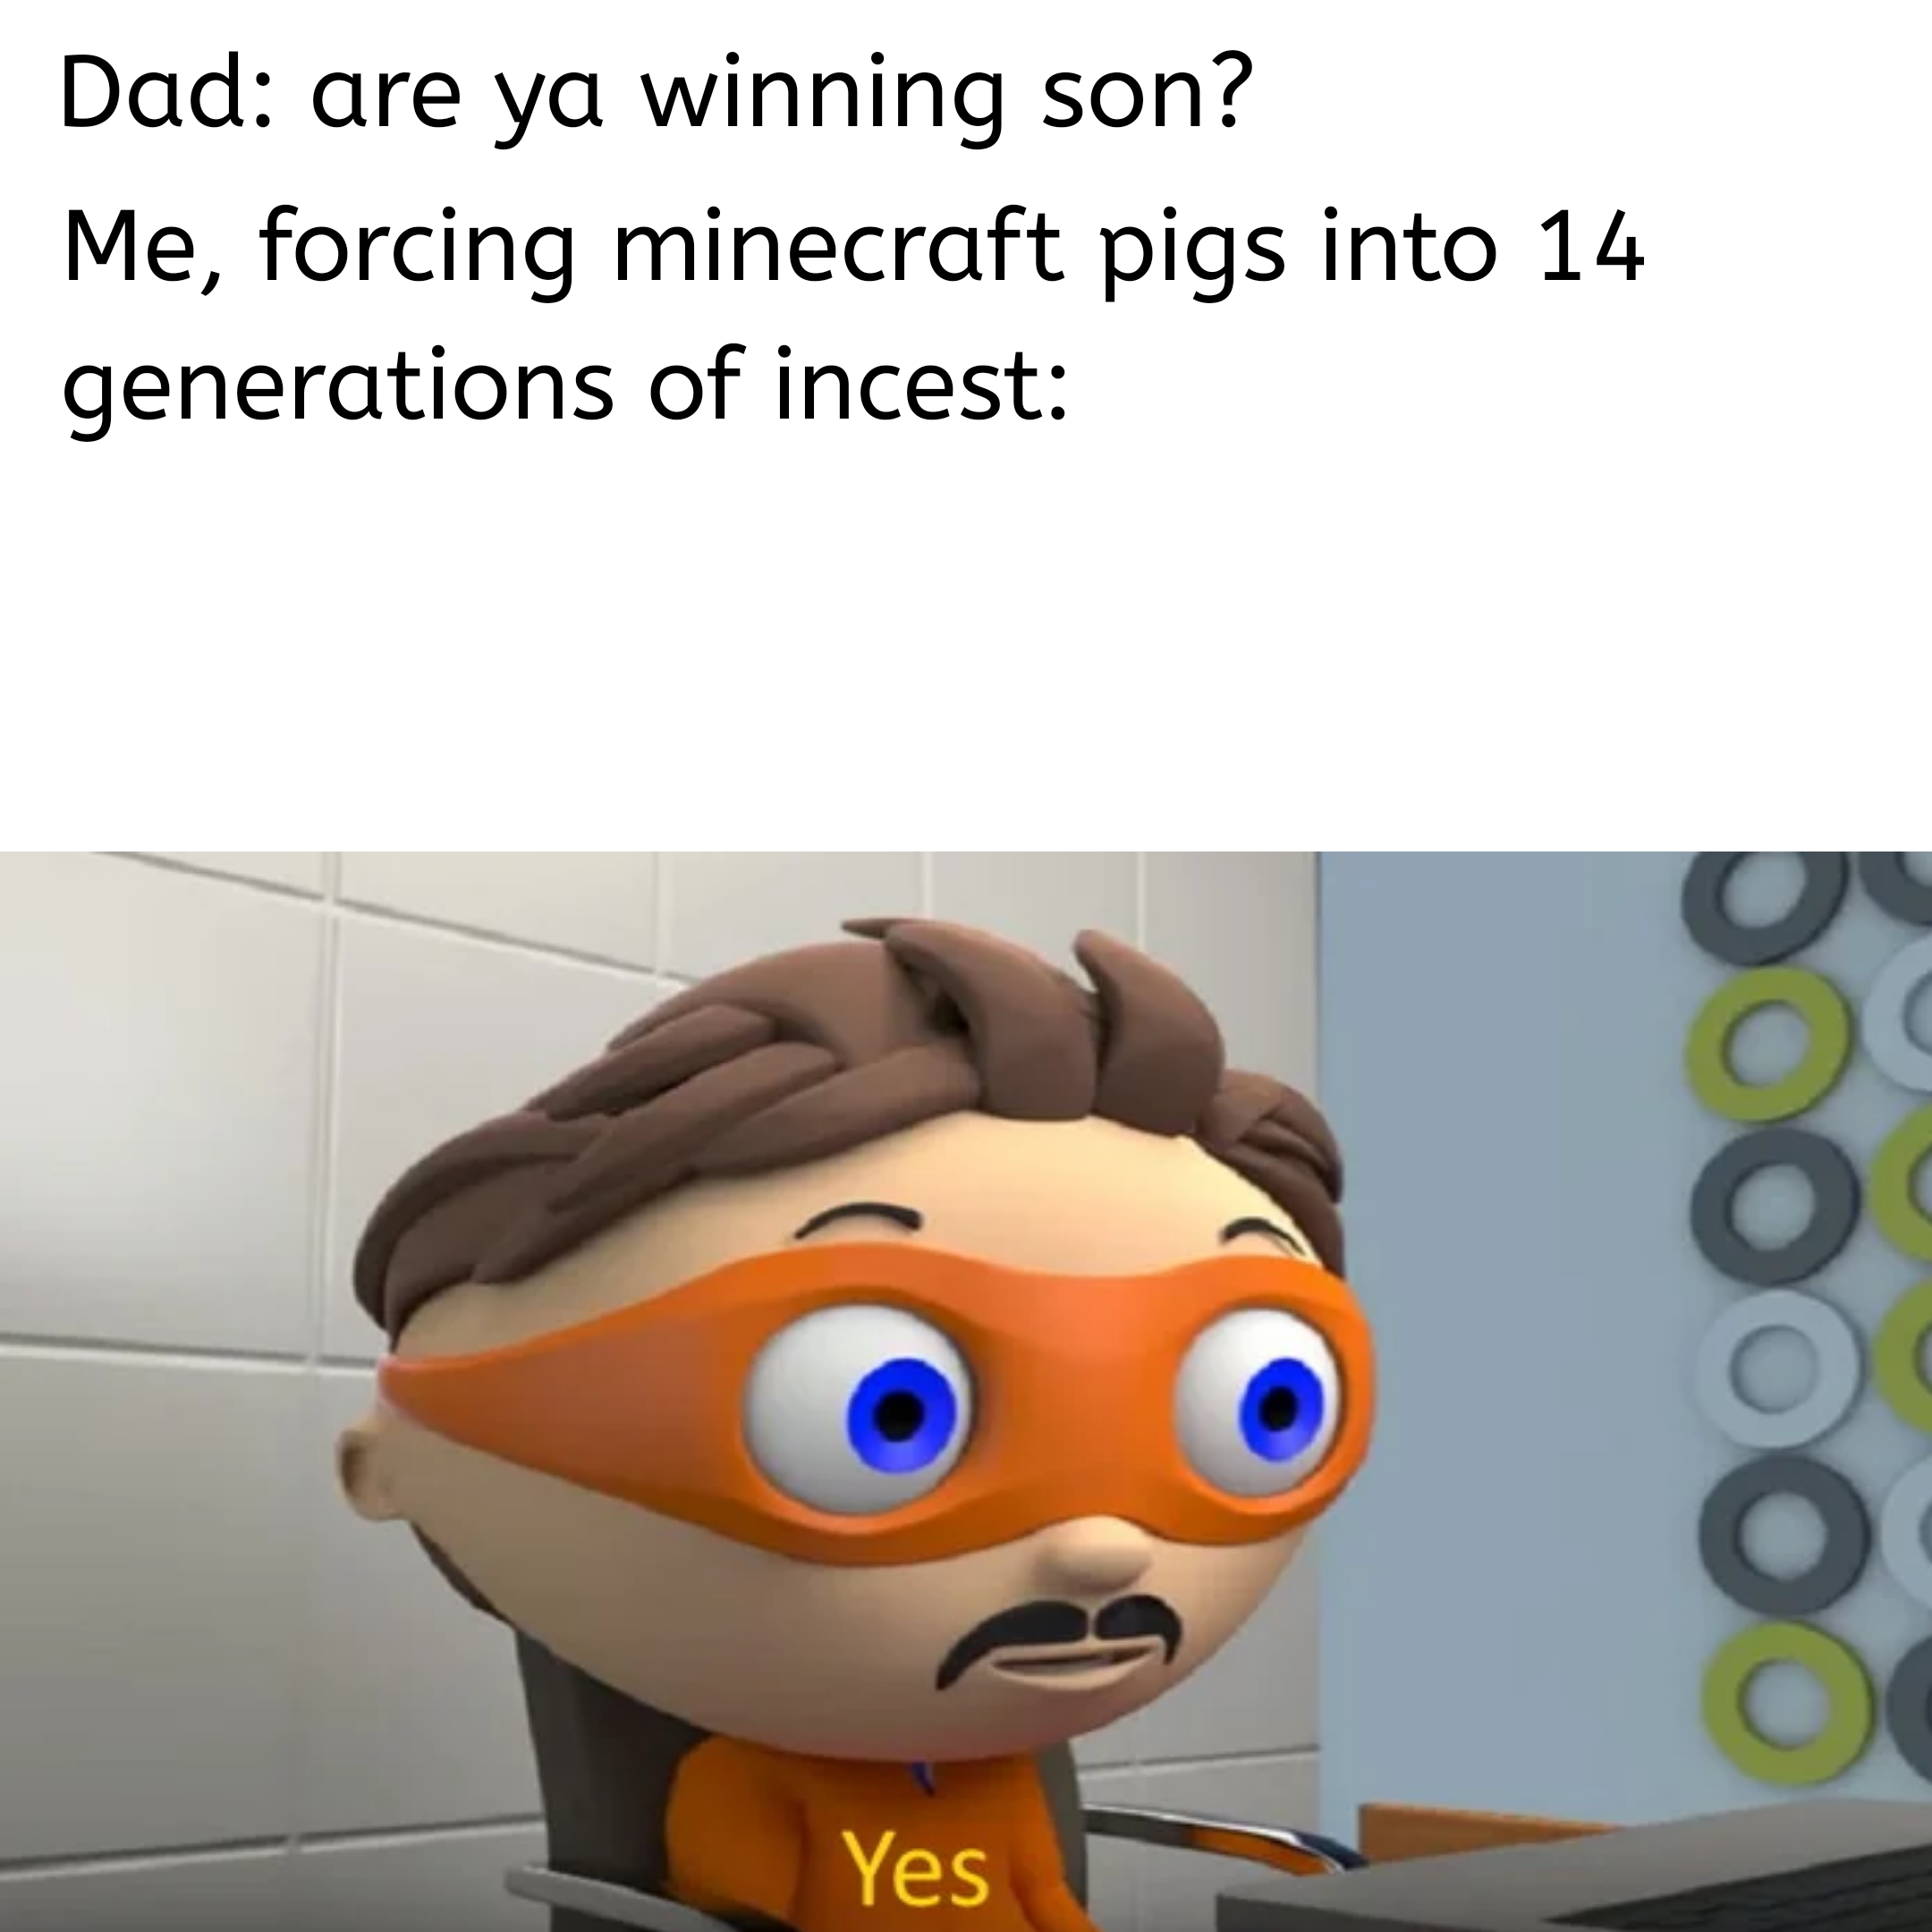 Dad: are ya winning son?
Me, forcing minecraft pigs into 14
generations of incest:
Yes